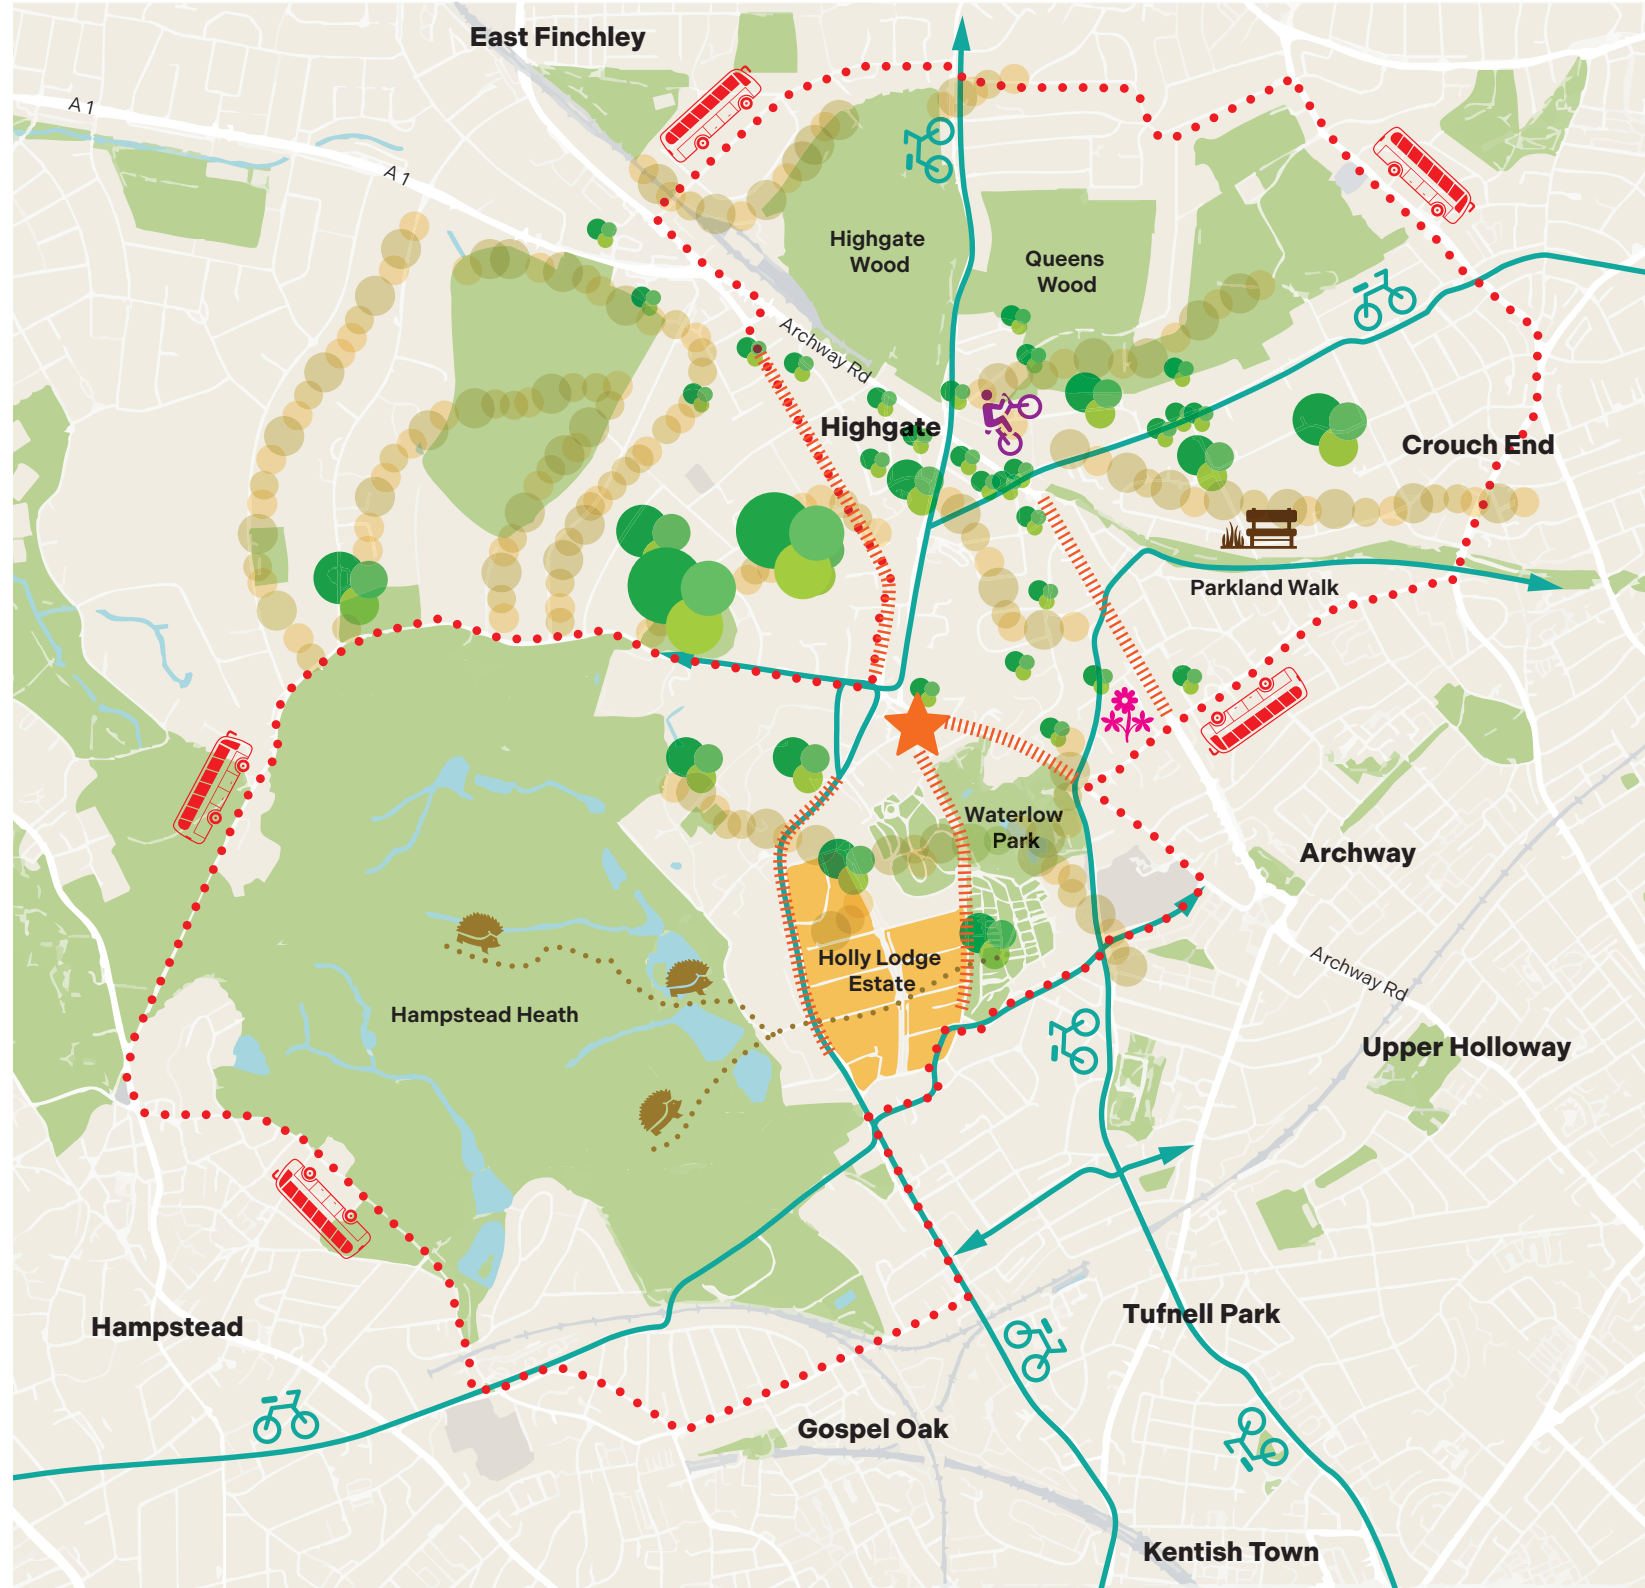 East Finchley
A 1
A 1
Highgate
Wood
Queens
Wood
Archway Rd
Highgate
Crouch End
Parkland Walk
Waterlow
Park
Archway
Holly Lodge
Estate
Archway Rd
Hampstead Heath
Upper Holloway
Hampstead
Tufnell Park
Gospel Oak
Kentish Town